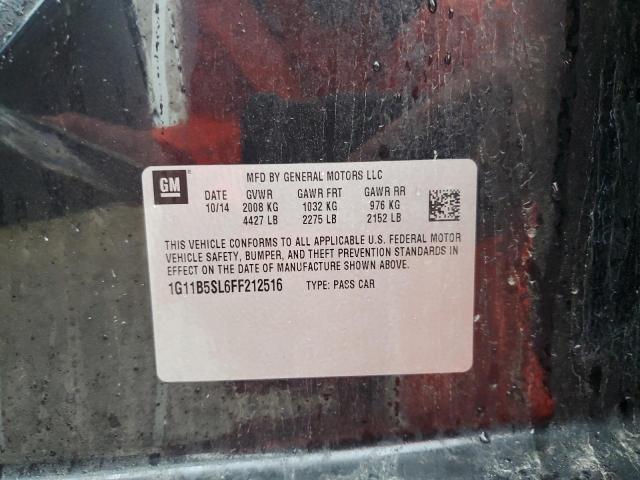 GM ®
MFD BY GENERAL MOTORS LLC
DATE GVWR GAWR FRT GAWR RR
10/14 2008 KG 1032 KG 976 KG
4427 LB 2275 LB 2152 LB
THIS VEHICLE CONFORMS TO ALL APPLICABLE U.S. FEDERAL MOTOR
VEHICLE SAFETY, BUMPER, AND THEFT PREVENTION STANDARDS IN
EFFECT ON THE DATE OF MANUFACTURE SHOWN ABOVE.
1G11B5SL6FF212516 TYPE: PASS CAR